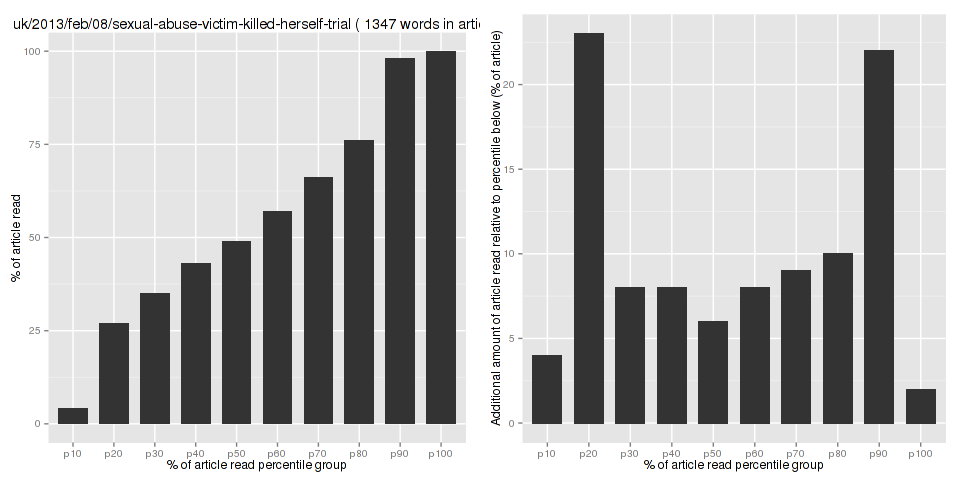 uk/2013/feb/08/sexual-abuse-victim-killed-herself-trial ( 1347 words in artic
100
75
50
25
0
% of article read
p10 p20 p30 p40 p50 p60 p70 p80 p90 p100
% of article read percentile group
20
15
10
5
0
Additional amount of article read relative to percentile below (% of article)
p10 p20 p30 p40 p50 p60 p70 p80 p90 p100
% of article read percentile group